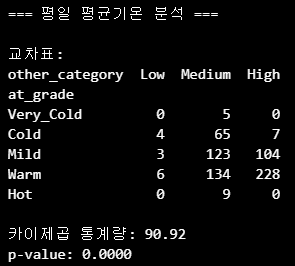 === 평일 평균기온 분석 ===
교차표:
other_category Low Medium High
at_grade
Very_Cold 0 5 0
Cold 4 65 7
Mild 3 123 104
Warm 6 134 228
Hot 0 9 0
카이제곱 통계량: 90.92
p-value: 0.0000